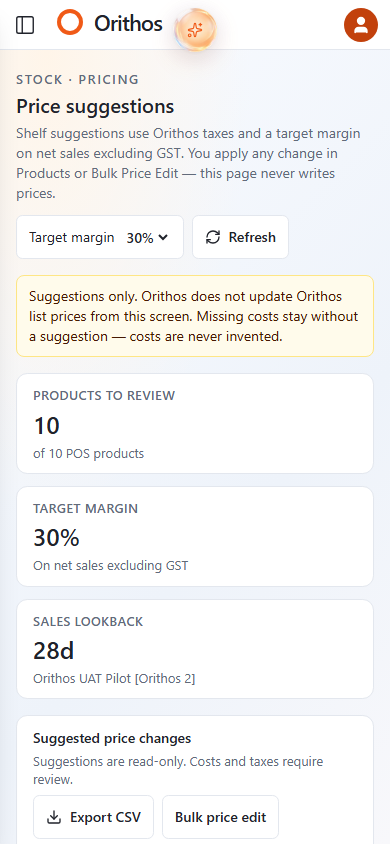 Orithos
STOCK · PRICING
Price suggestions
Shelf suggestions use Orithos taxes and a target margin
on net sales excluding GST. You apply any change in
Products or Bulk Price Edit — this page never writes
prices.
Target margin 30%
Refresh
Suggestions only. Orithos does not update Orithos
list prices from this screen. Missing costs stay without
a suggestion — costs are never invented.
PRODUCTS TO REVIEW
10
of 10 POS products
TARGET MARGIN
30%
On net sales excluding GST
SALES LOOKBACK
28d
Orithos UAT Pilot [Orithos 2]
Suggested price changes
Suggestions are read-only. Costs and taxes require
review.
Export CSV
Bulk price edit